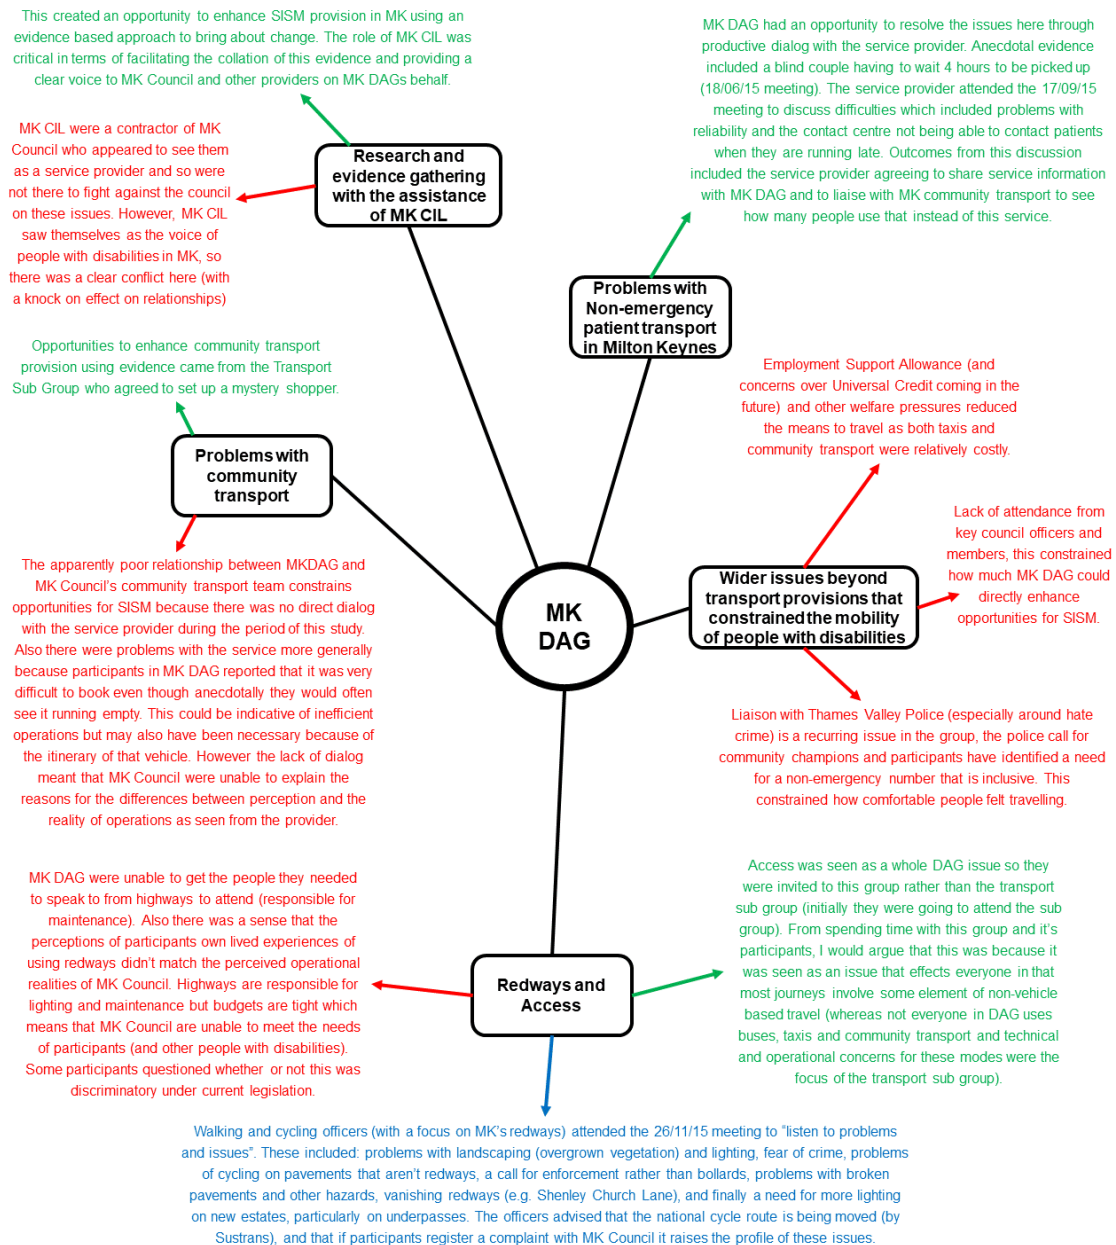 This created an opportunity to enhance SISM provision in MK using an
evidence based approach to bring about change. The role of MK CIL was
critical in terms of facilitating the collation of this evidence and providing a
clear voice to MK Council and other providers on MK DAGs behalf.
MK CIL were a contractor of MK
Council who appeared to see them
as a service provider and so were
not there to fight against the council
on these issues. However, MK CIL
saw themselves as the voice of
people with disabilities in MK, so
there was a clear conflict here (with
a knock on effect on relationships)
Research and
evidence gathering
with the assistance
of MK CIL
MK DAG had an opportunity to resolve the issues here through
productive dialog with the service provider. Anecdotal evidence
included a blind couple having to wait 4 hours to be picked up
(18/06/15 meeting). The service provider attended the 17/09/15
meeting to discuss difficulties which included problems with
reliability and the contact centre not being able to contact patients
when they are running late. Outcomes from this discussion
included the service provider agreeing to share service information
with MK DAG and to liaise with MK community transport to see
how many people use that instead of this service.
Problems with
Non-emergency
patient transport
in Milton Keynes
Opportunities to enhance community transport
provision using evidence came from the Transport
Sub Group who agreed to set up a mystery shopper.
Problems with
community
transport
The apparently poor relationship between MKDAG and
MK Council's community transport team constrains
opportunities for SISM because there was no direct dialog
with the service provider during the period of this study.
Also there were problems with the service more generally
because participants in MK DAG reported that it was very
difficult to book even though anecdotally they would often
see it running empty. This could be indicative of inefficient
operations but may also have been necessary because of
the itinerary of that vehicle. However the lack of dialog
meant that MK Council were unable to explain the
reasons for the differences between perception and the
reality of operations as seen from the provider.
MK
DAG
Employment Support Allowance (and
concerns over Universal Credit coming in the
future) and other welfare pressures reduced
the means to travel as both taxis and
community transport were relatively costly.
Lack of attendance from
key council officers and
members, this constrained
how much MK DAG could
directly enhance
opportunities for SISM.
Wider issues beyond
transport provisions that
constrained the mobility
of people with disabilities
Liaison with Thames Valley Police (especially around hate
crime) is a recurring issue in the group, the police call for
community champions and participants have identified a need
for a non-emergency number that is inclusive. This
constrained how comfortable people felt travelling.
MK DAG were unable to get the people they needed
to speak to from highways to attend (responsible for
maintenance). Also there was a sense that the
perceptions of participants own lived experiences of
using redways didn't match the perceived operational
realities of MK Council. Highways are responsible for
lighting and maintenance but budgets are tight which
means that MK Council are unable to meet the needs
of participants (and other people with disabilities).
Some participants questioned whether or not this was
discriminatory under current legislation.
Redways and
Access
Access was seen as a whole DAG issue so they
were invited to this group rather than the transport
sub group (initially they were going to attend the sub
group). From spending time with this group and it's
participants, I would argue that this was because it
was seen as an issue that effects everyone in that
most journeys involve some element of non-vehicle
based travel (whereas not everyone in DAG uses
buses, taxis and community transport and technical
and operational concerns for these modes were the
focus of the transport sub group).
Walking and cycling officers (with a focus on MK's redways) attended the 26/11/15 meeting to "listen to problems
and issues". These included: problems with landscaping (overgrown vegetation) and lighting, fear of crime, problems
of cycling on pavements that aren't redways, a call for enforcement rather than bollards, problems with broken
pavements and other hazards, vanishing redways (e.g. Shenley Church Lane), and finally a need for more lighting
on new estates, particularly on underpasses. The officers advised that the national cycle route is being moved (by
Sustrans), and that if participants register a complaint with MK Council it raises the profile of these issues.